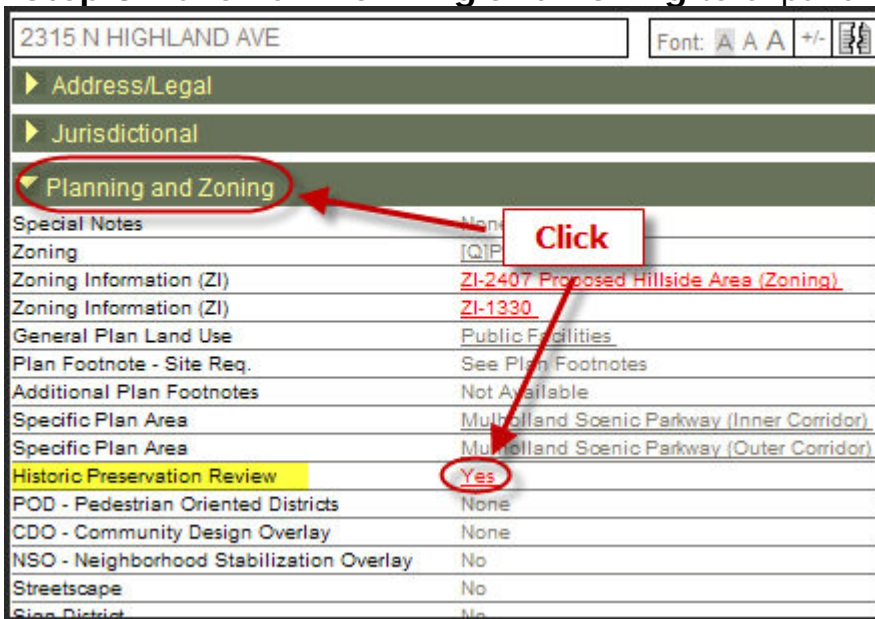 2315 N HIGHLAND AVE Font: A A A +/-
Address/Legal
Jurisdictional
Planning and Zoning
Click
Special Notes
Zoning
Zoning Information (ZI) ZI-2407 Proposed Hillside Area (Zoning)
Zoning Information (ZI) ZI-1330
General Plan Land Use Public Facilities
Plan Footnote - Site Req. See Plan Footnotes
Additional Plan Footnotes Not Available
Specific Plan Area Mulholland Scenic Parkway (Inner Corridor)
Specific Plan Area Mulholland Scenic Parkway (Outer Corridor)
Historic Preservation Review Yes
POD - Pedestrian Oriented Districts None
CDO - Community Design Overlay None
NSO - Neighborhood Stabilization Overlay No
Streetscape No
Sign District No